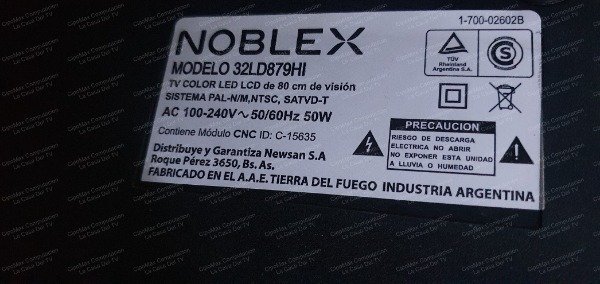 1-700-02602B
NOBLEX
MODELO 32LD879HI
TV COLOR LED LCD de 80 cm de visión
SISTEMA PAL-N/M,NTSC, SATVD-T
AC 100-240V~50/60Hz 50W
Contiene Módulo CNC ID: C-15635
Distribuye y Garantiza Newsan S.A
Roque Pérez 3650, Bs. As.
FABRICADO EN EL A.A.E. TIERRA DEL FUEGO INDUSTRIA ARGENTINA
TÜV
Rheinland
Argentina S.A.
S
PRECAUCION
RIESGO DE DESCARGA
ELECTRICA NO ABRIR
NO EXPONER ESTA UNIDAD
A LLUVIA O HUMEDAD